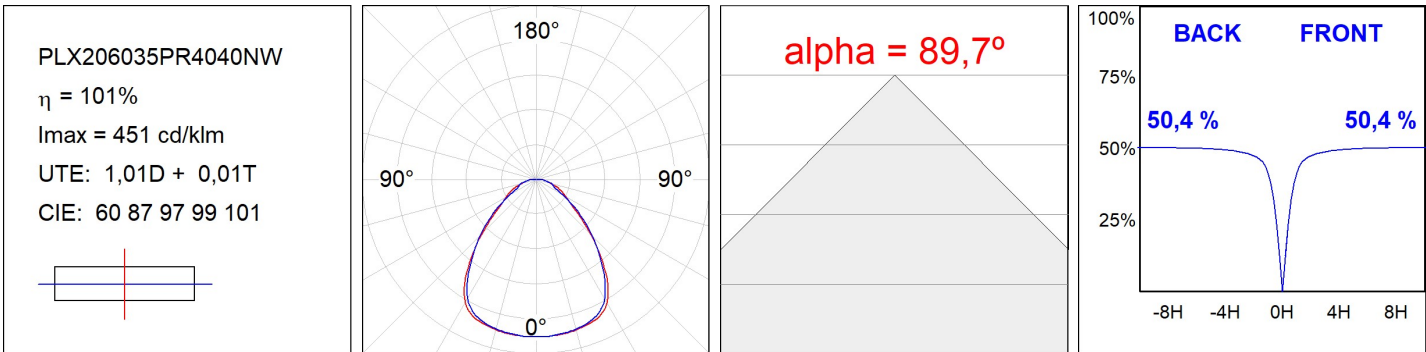 PLX206035PR4040NW
η = 101%
Imax = 451 cd/klm
UTE:  1,01D +  0,01T
CIE:  60 87 97 99 101
180°
90°
90°
0°
alpha = 89,7º
100%
BACK
FRONT
75%
50,4 %
50,4 %
50%
25%
-8H
-4H
0H
4H
8H